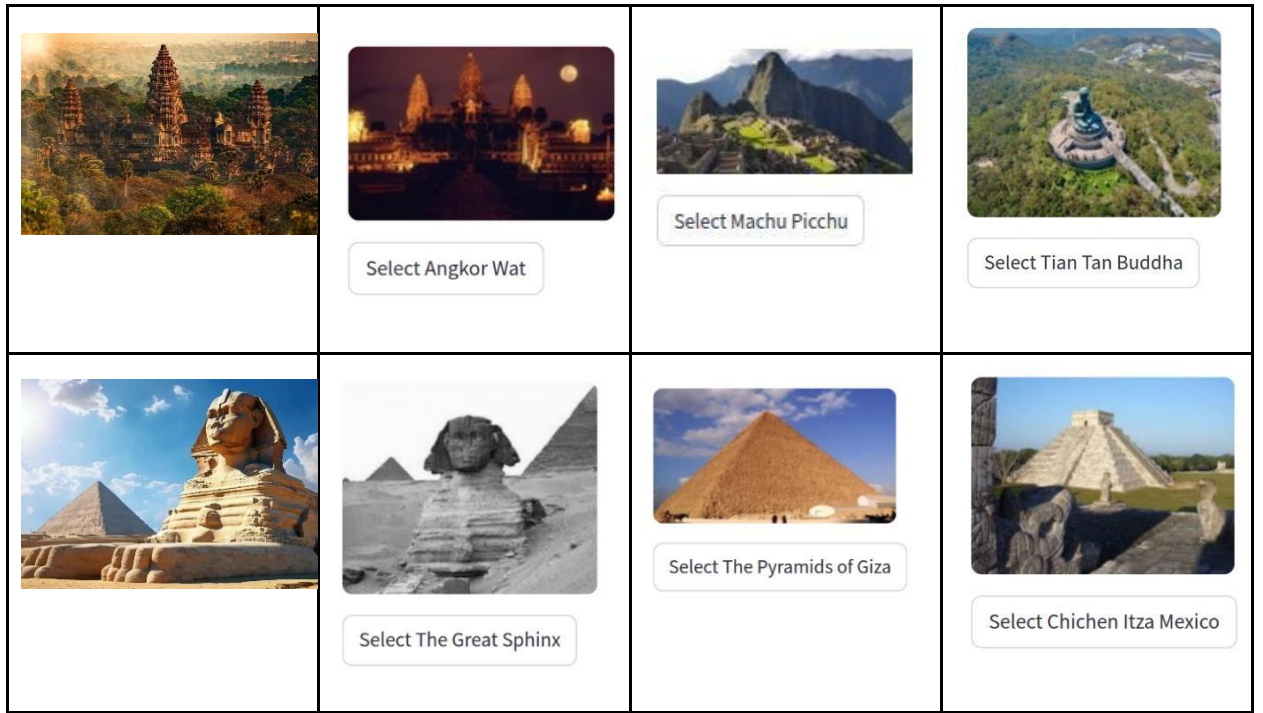 Select Angkor Wat
Select Machu Picchu
Select Tian Tan Buddha
Select The Great Sphinx
Select The Pyramids of Giza
Select Chichen Itza Mexico